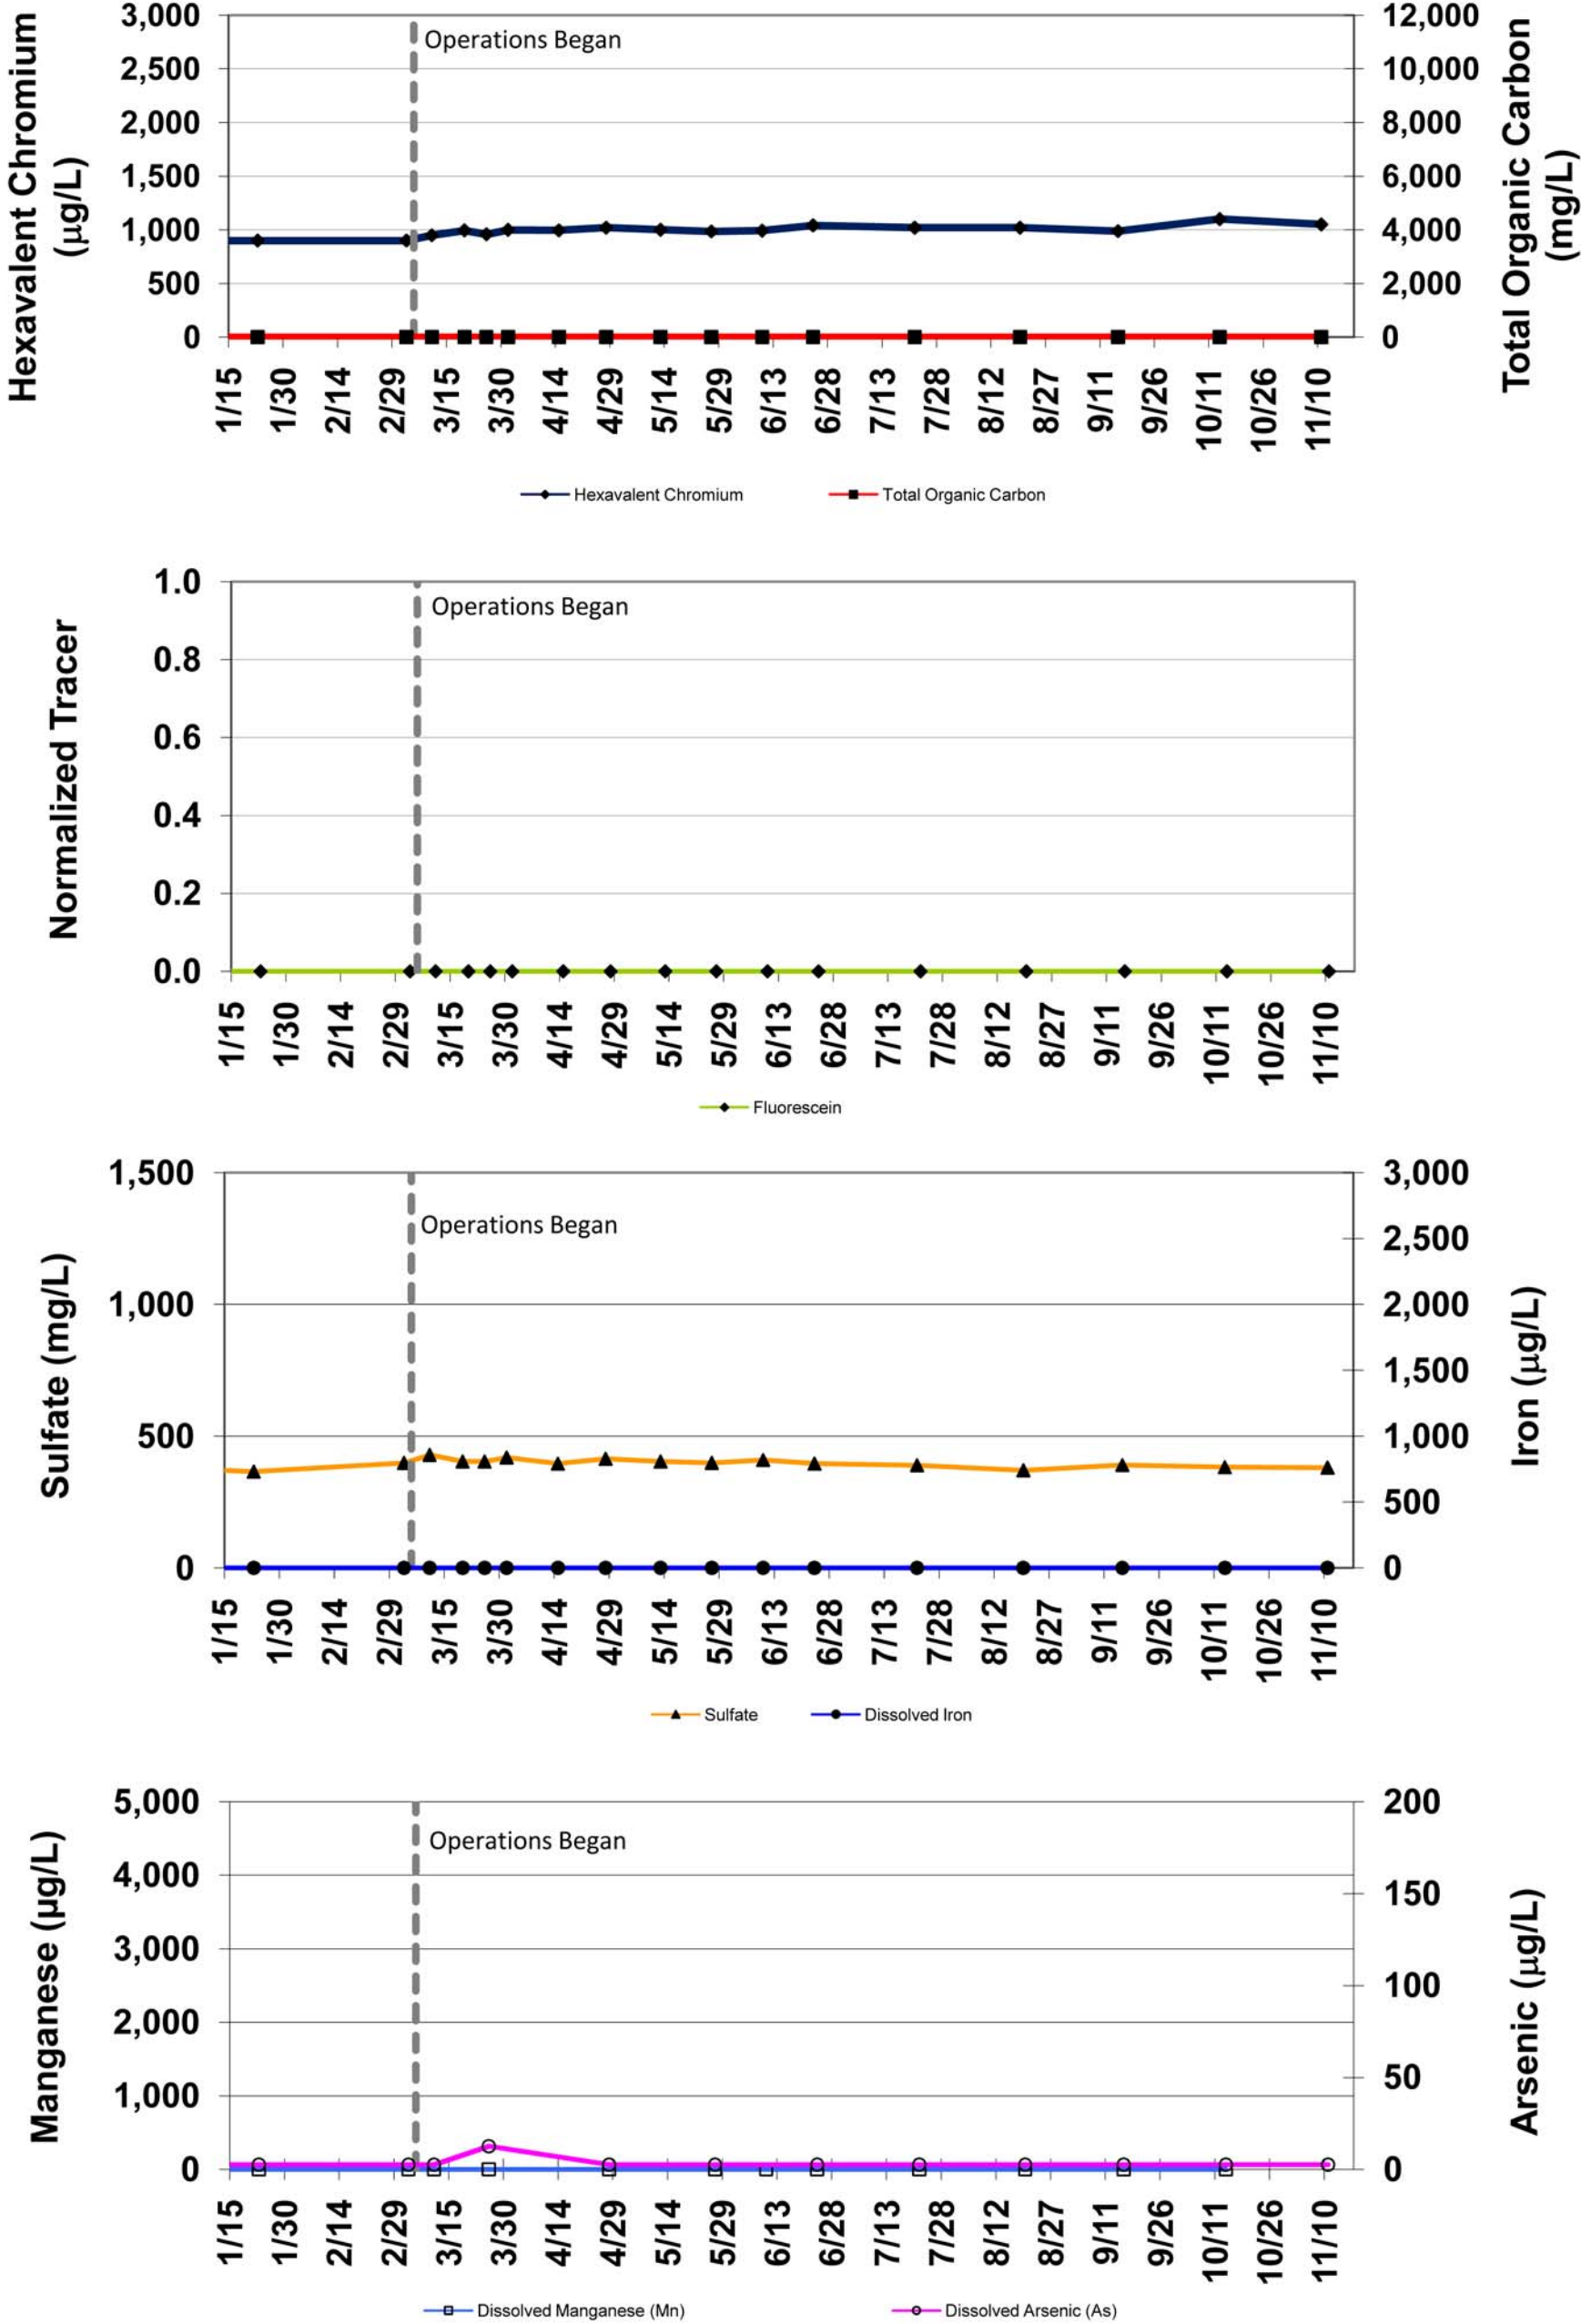 Hexavalent Chromium
(µg/L)
3,000
2,500
2,000
1,500
1,000
500
0
Operations Began
12,000
10,000
8,000
6,000
4,000
2,000
0
Total Organic Carbon
(mg/L)
1/15 1/30 2/14 2/29 3/15 3/30 4/14 4/29 5/14 5/29 6/13 6/28 7/13 7/28 8/12 8/27 9/11 9/26 10/11 10/26 11/10
Hexavalent Chromium Total Organic Carbon
Normalized Tracer
1.0
0.8
0.6
0.4
0.2
0.0
Operations Began
1/15 1/30 2/14 2/29 3/15 3/30 4/14 4/29 5/14 5/29 6/13 6/28 7/13 7/28 8/12 8/27 9/11 9/26 10/11 10/26 11/10
Fluorescein
Sulfate (mg/L)
1,500
1,000
500
0
Operations Began
3,000
2,500
2,000
1,500
1,000
500
0
Iron (µg/L)
1/15 1/30 2/14 2/29 3/15 3/30 4/14 4/29 5/14 5/29 6/13 6/28 7/13 7/28 8/12 8/27 9/11 9/26 10/11 10/26 11/10
Sulfate Dissolved Iron
Manganese (µg/L)
5,000
4,000
3,000
2,000
1,000
0
Operations Began
200
150
100
50
0
Arsenic (µg/L)
1/15 1/30 2/14 2/29 3/15 3/30 4/14 4/29 5/14 5/29 6/13 6/28 7/13 7/28 8/12 8/27 9/11 9/26 10/11 10/26 11/10
Dissolved Manganese (Mn) Dissolved Arsenic (As)